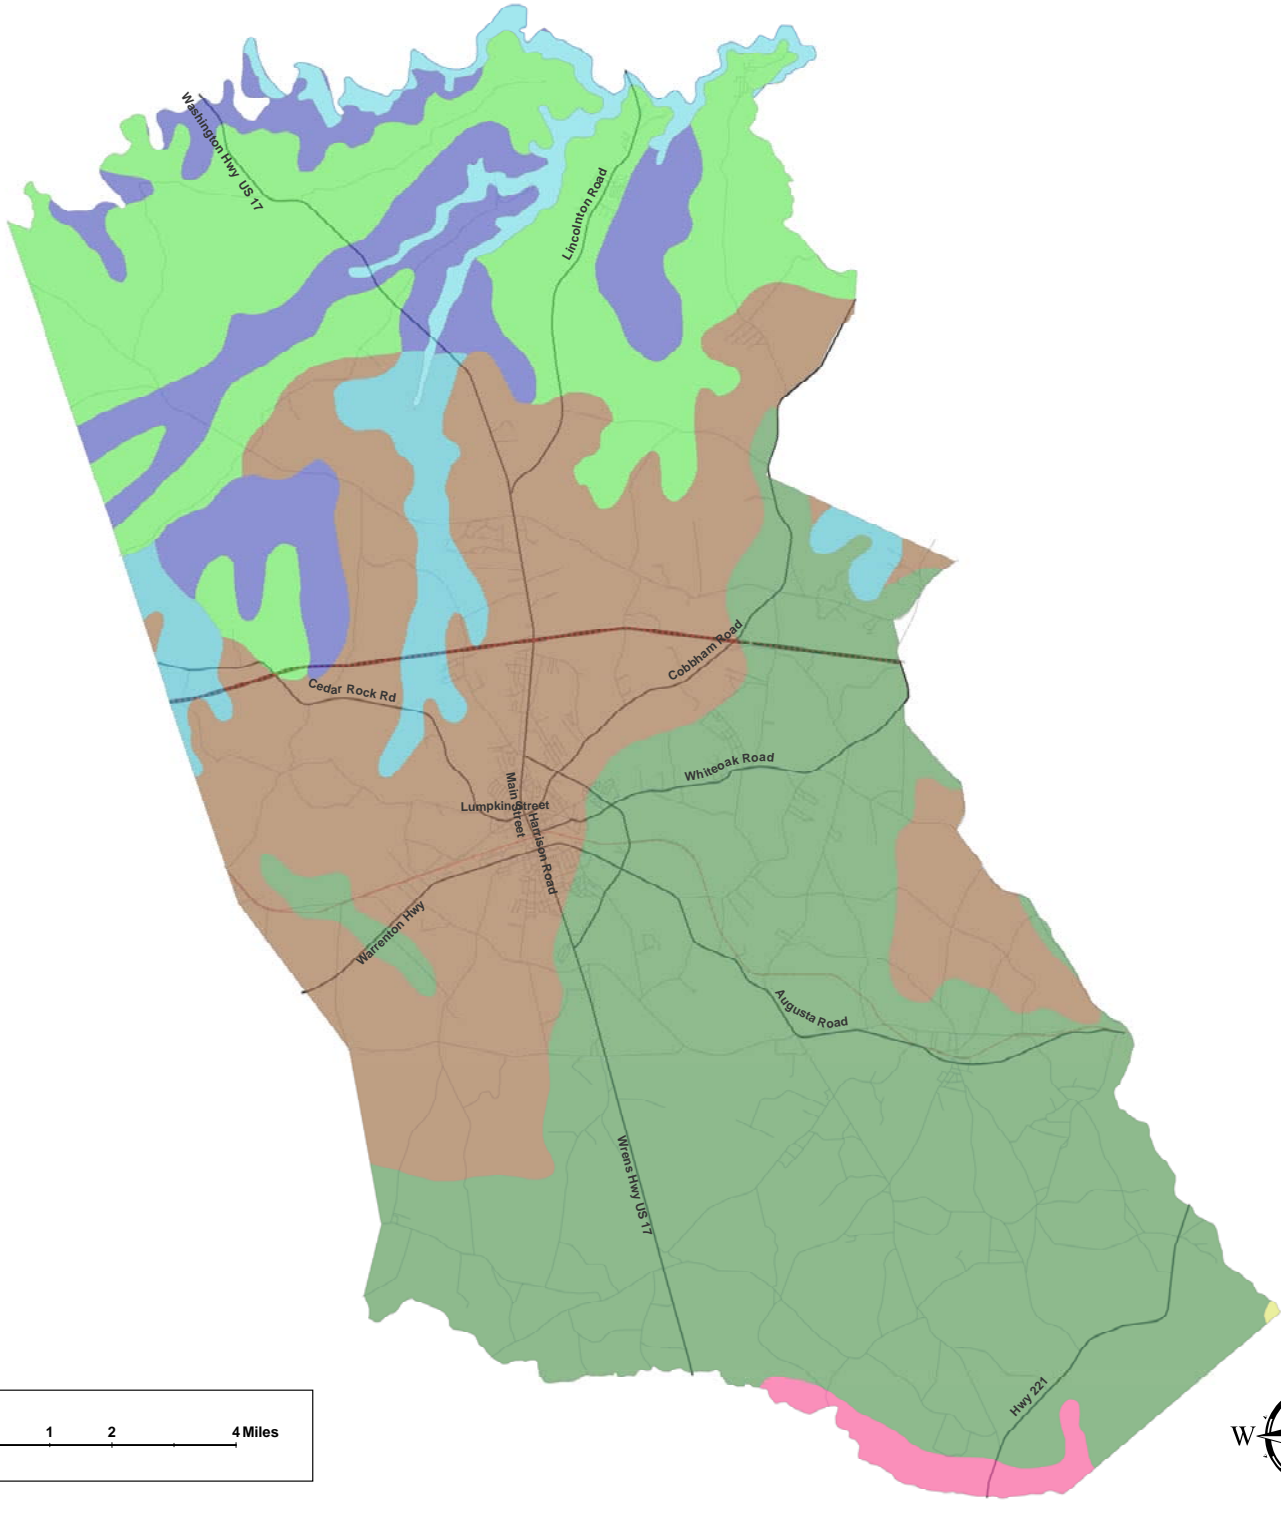 Washington Hwy US 17
Lincolnton Road
Cobbham Road
Cedar Rock Rd
Whiteoak Road
Main Street
Lumpkin Street
Harrison Road
Warrenton Hwy
Augusta Road
Wrens Hwy US 17
Hwy 221
1 2 4 Miles
W